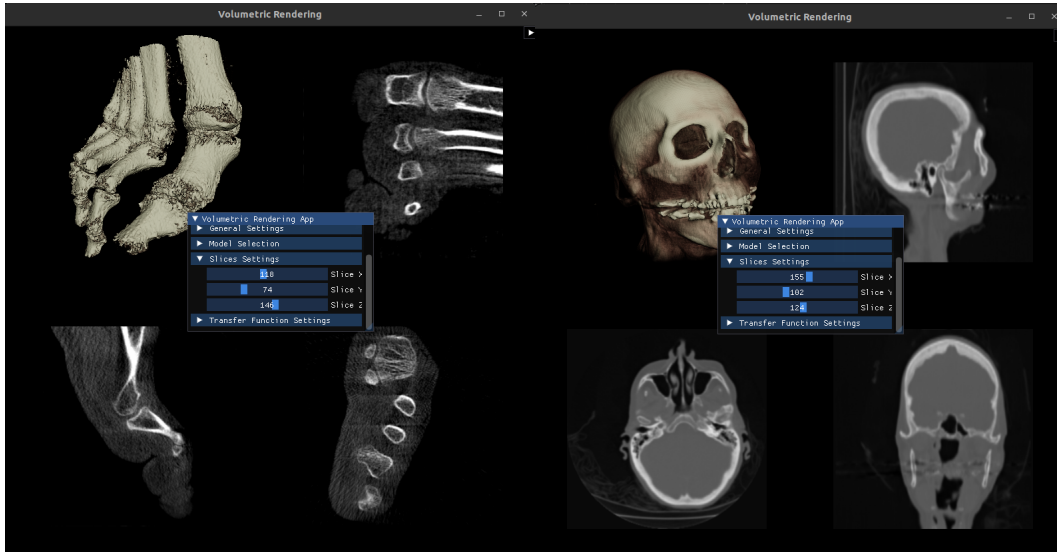 Volumetric Rendering
Volumetric Rendering App
General Settings
Model Selection
Slices Settings
118 Slice X
74 Slice Y
146 Slice Z
Transfer Function Settings
Volumetric Rendering
Volumetric Rendering App
General Settings
Model Selection
Slices Settings
155 Slice X
102 Slice Y
124 Slice Z
Transfer Function Settings